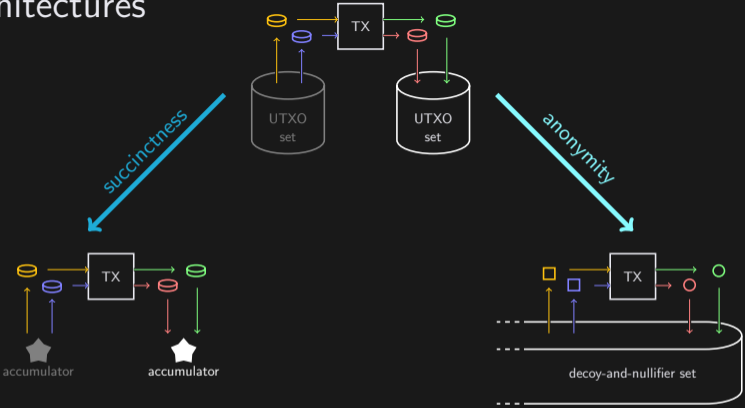 hitectures
TX
UTXO
set
UTXO
set
succinctness
anonymity
TX
TX
accumulator
accumulator
decoy-and-nullifier set